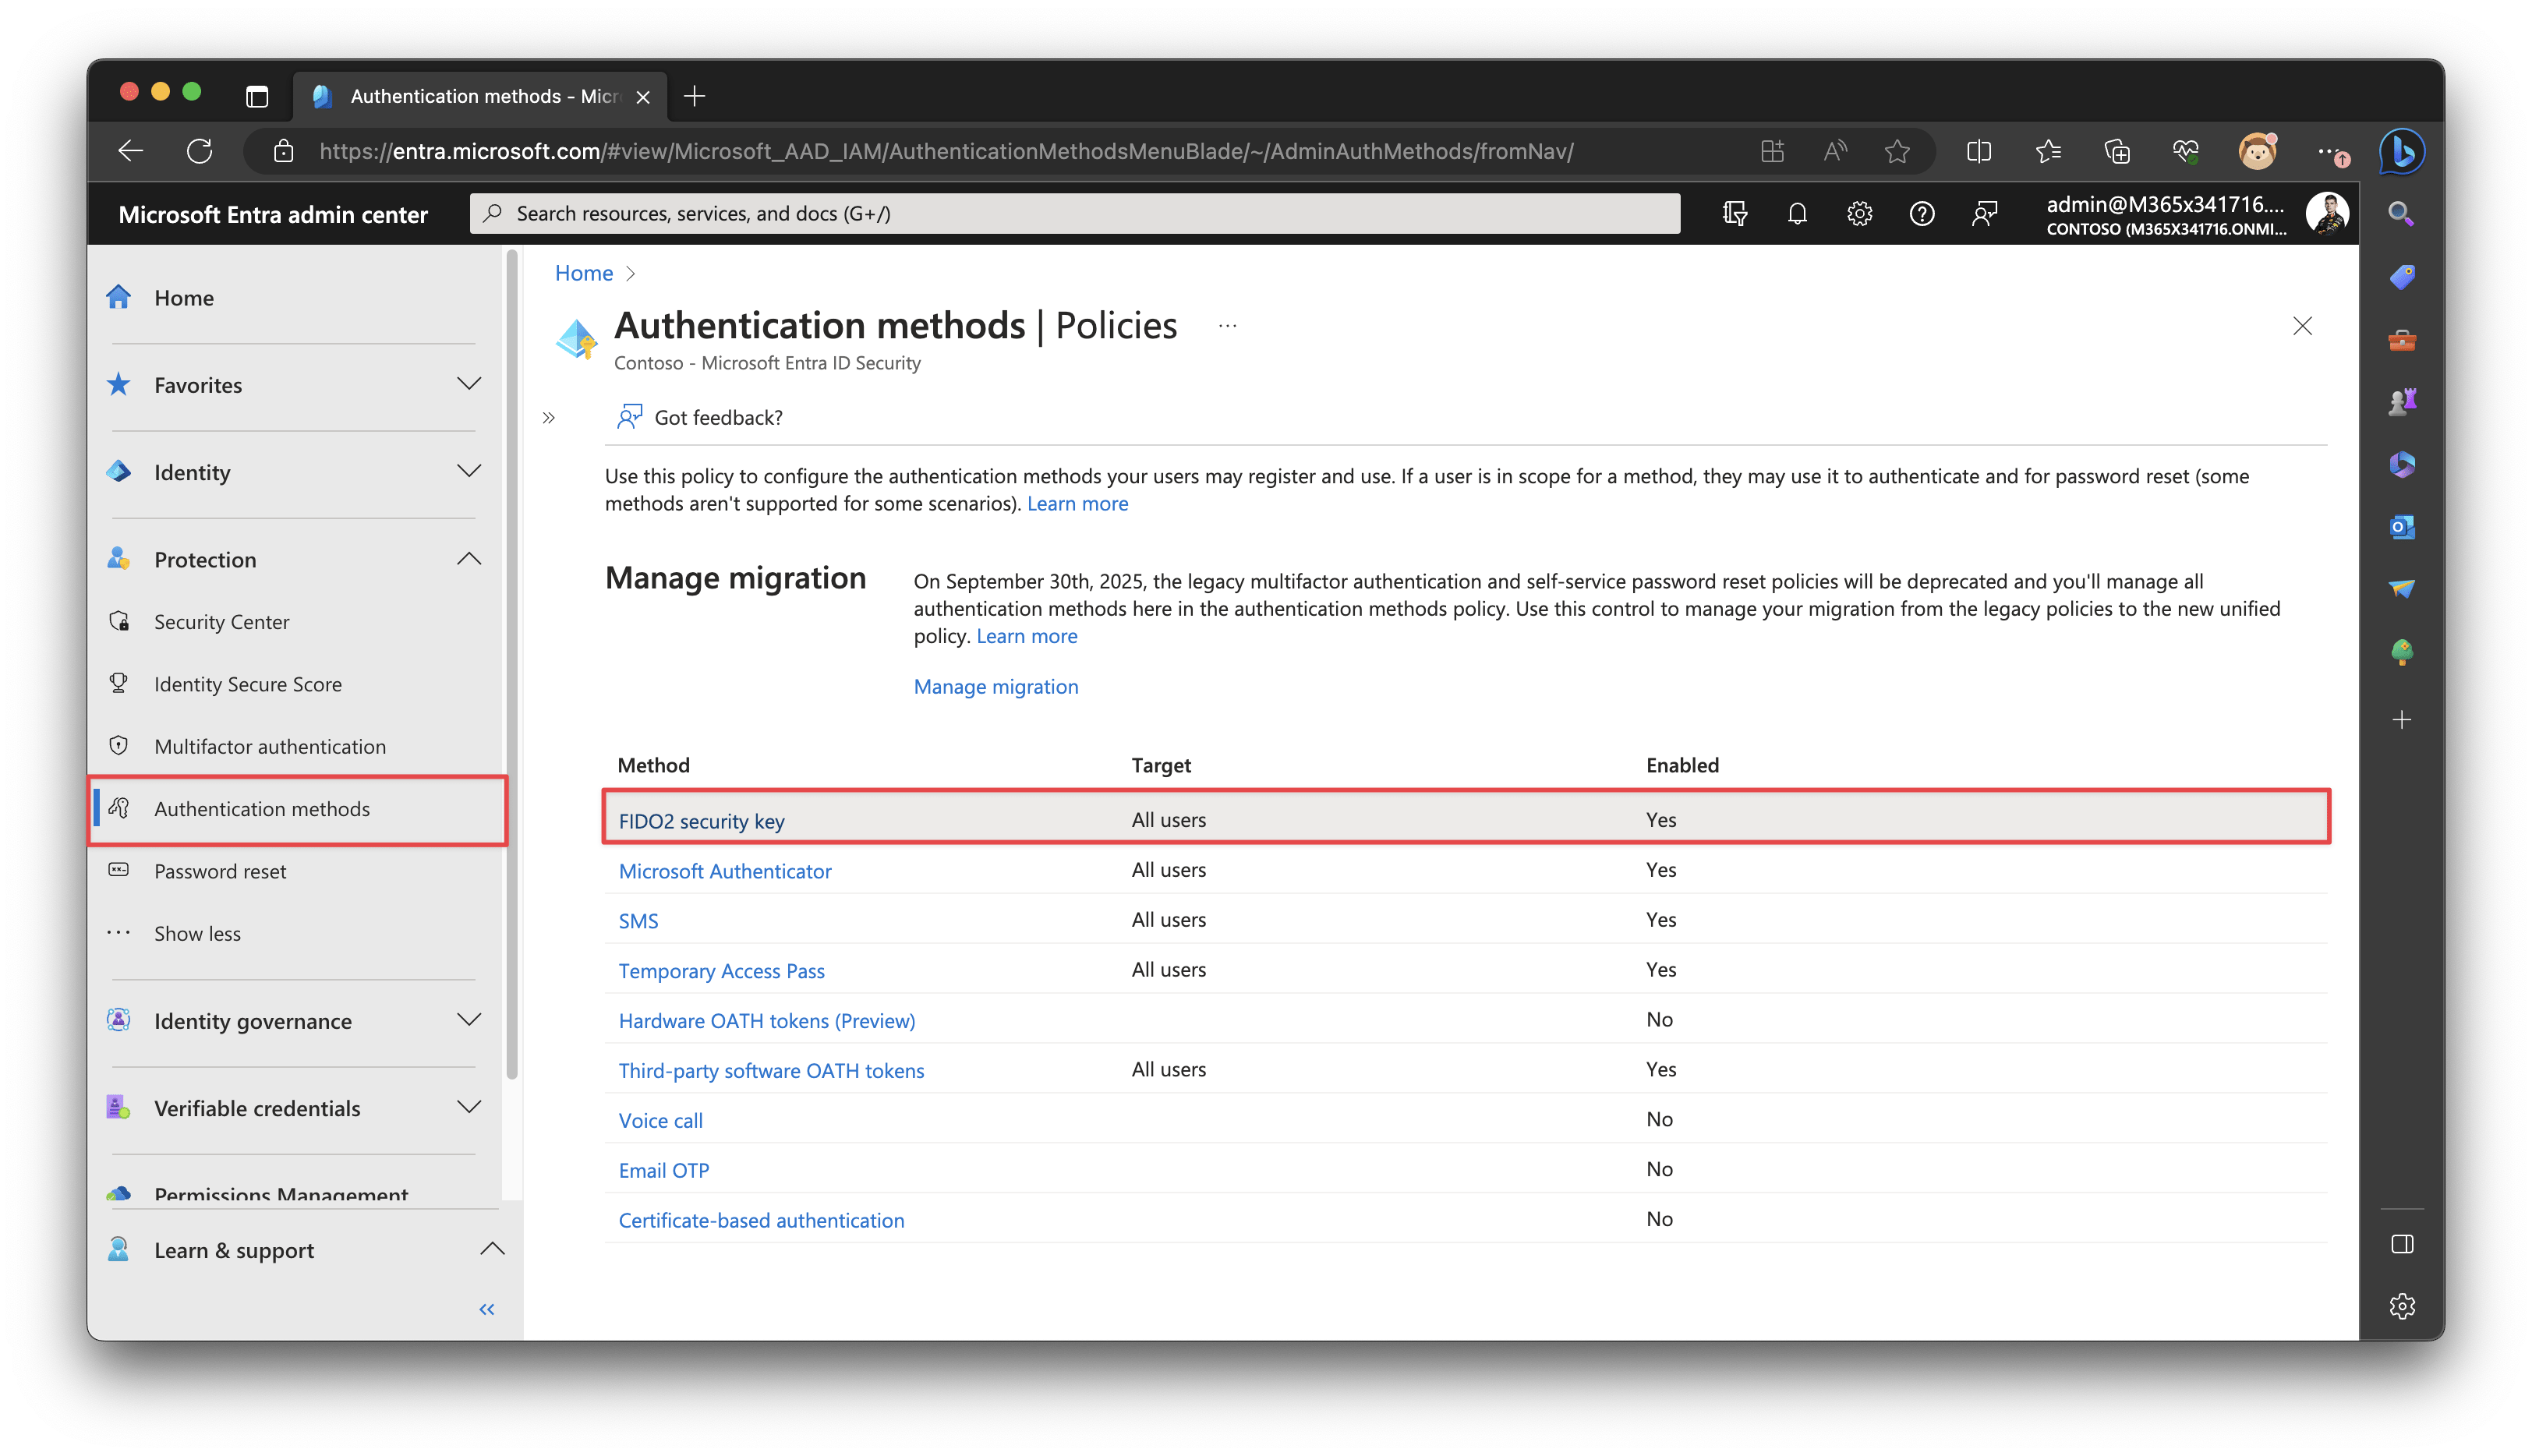 Authentication methods - Micr
https://entra.microsoft.com/#view/Microsoft_AAD_IAM/AuthenticationMethodsMenuBlade/~/AdminAuthMethods/fromNav/
Microsoft Entra admin center
Search resources, services, and docs (G+/)
admin@M365x341716....
CONTOSO (M365X341716.ONMI...
Home
Favorites
Identity
Protection
Security Center
Identity Secure Score
Multifactor authentication
Authentication methods
Password reset
Show less
Identity governance
Verifiable credentials
Permissions Management
Learn & support
Home
Authentication methods | Policies
Contoso - Microsoft Entra ID Security
Got feedback?
Use this policy to configure the authentication methods your users may register and use. If a user is in scope for a method, they may use it to authenticate and for password reset (some
methods aren't supported for some scenarios). Learn more
Manage migration
On September 30th, 2025, the legacy multifactor authentication and self-service password reset policies will be deprecated and you'll manage all
authentication methods here in the authentication methods policy. Use this control to manage your migration from the legacy policies to the new unified
policy. Learn more
Manage migration
Method Target Enabled
FIDO2 security key All users Yes
Microsoft Authenticator All users Yes
SMS All users Yes
Temporary Access Pass All users Yes
Hardware OATH tokens (Preview) No
Third-party software OATH tokens All users Yes
Voice call No
Email OTP No
Certificate-based authentication No